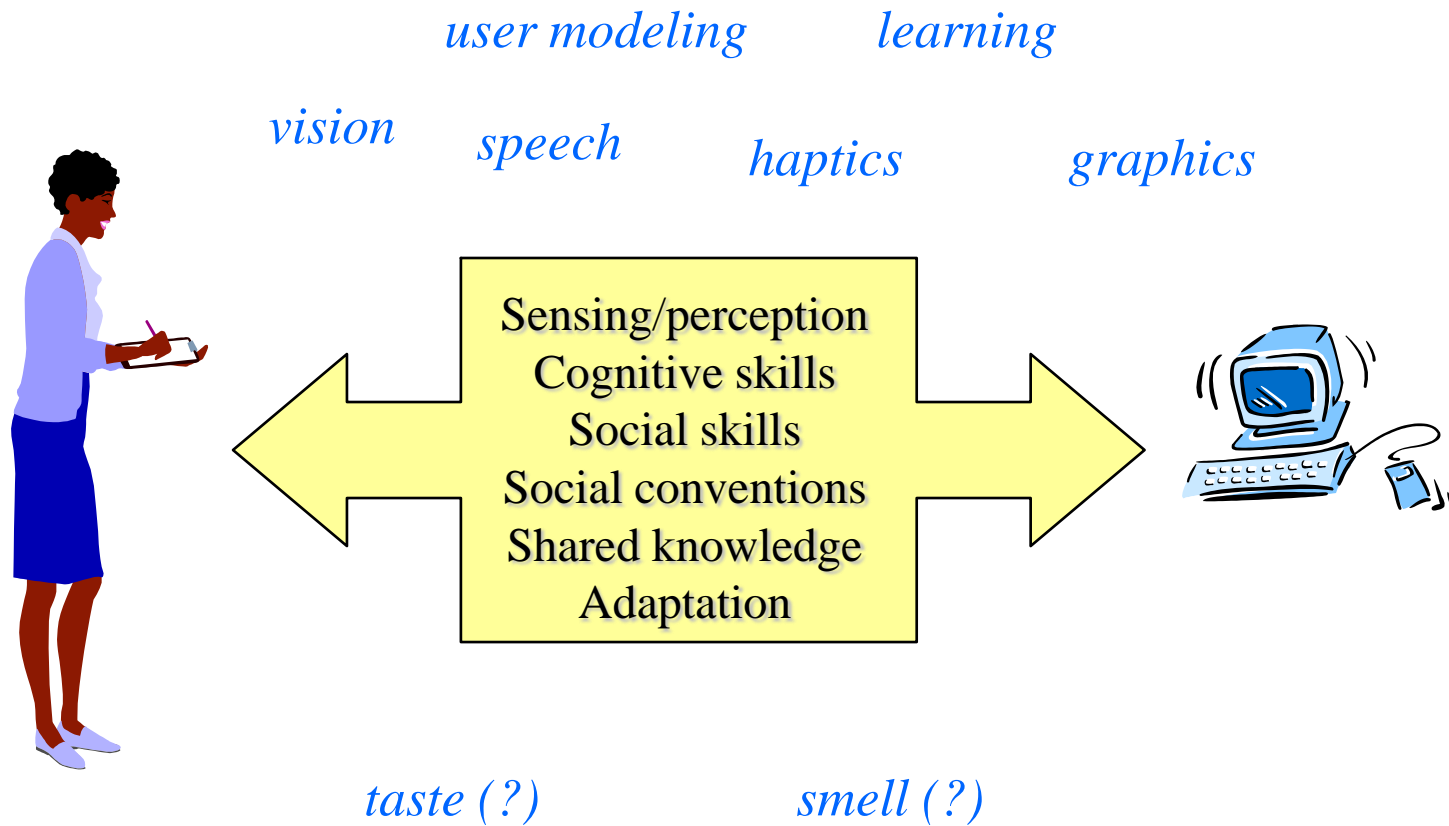 user modeling learning
vision speech haptics graphics
Sensing/perception
Cognitive skills
Social skills
Social conventions
Shared knowledge
Adaptation
taste (?) smell (?)